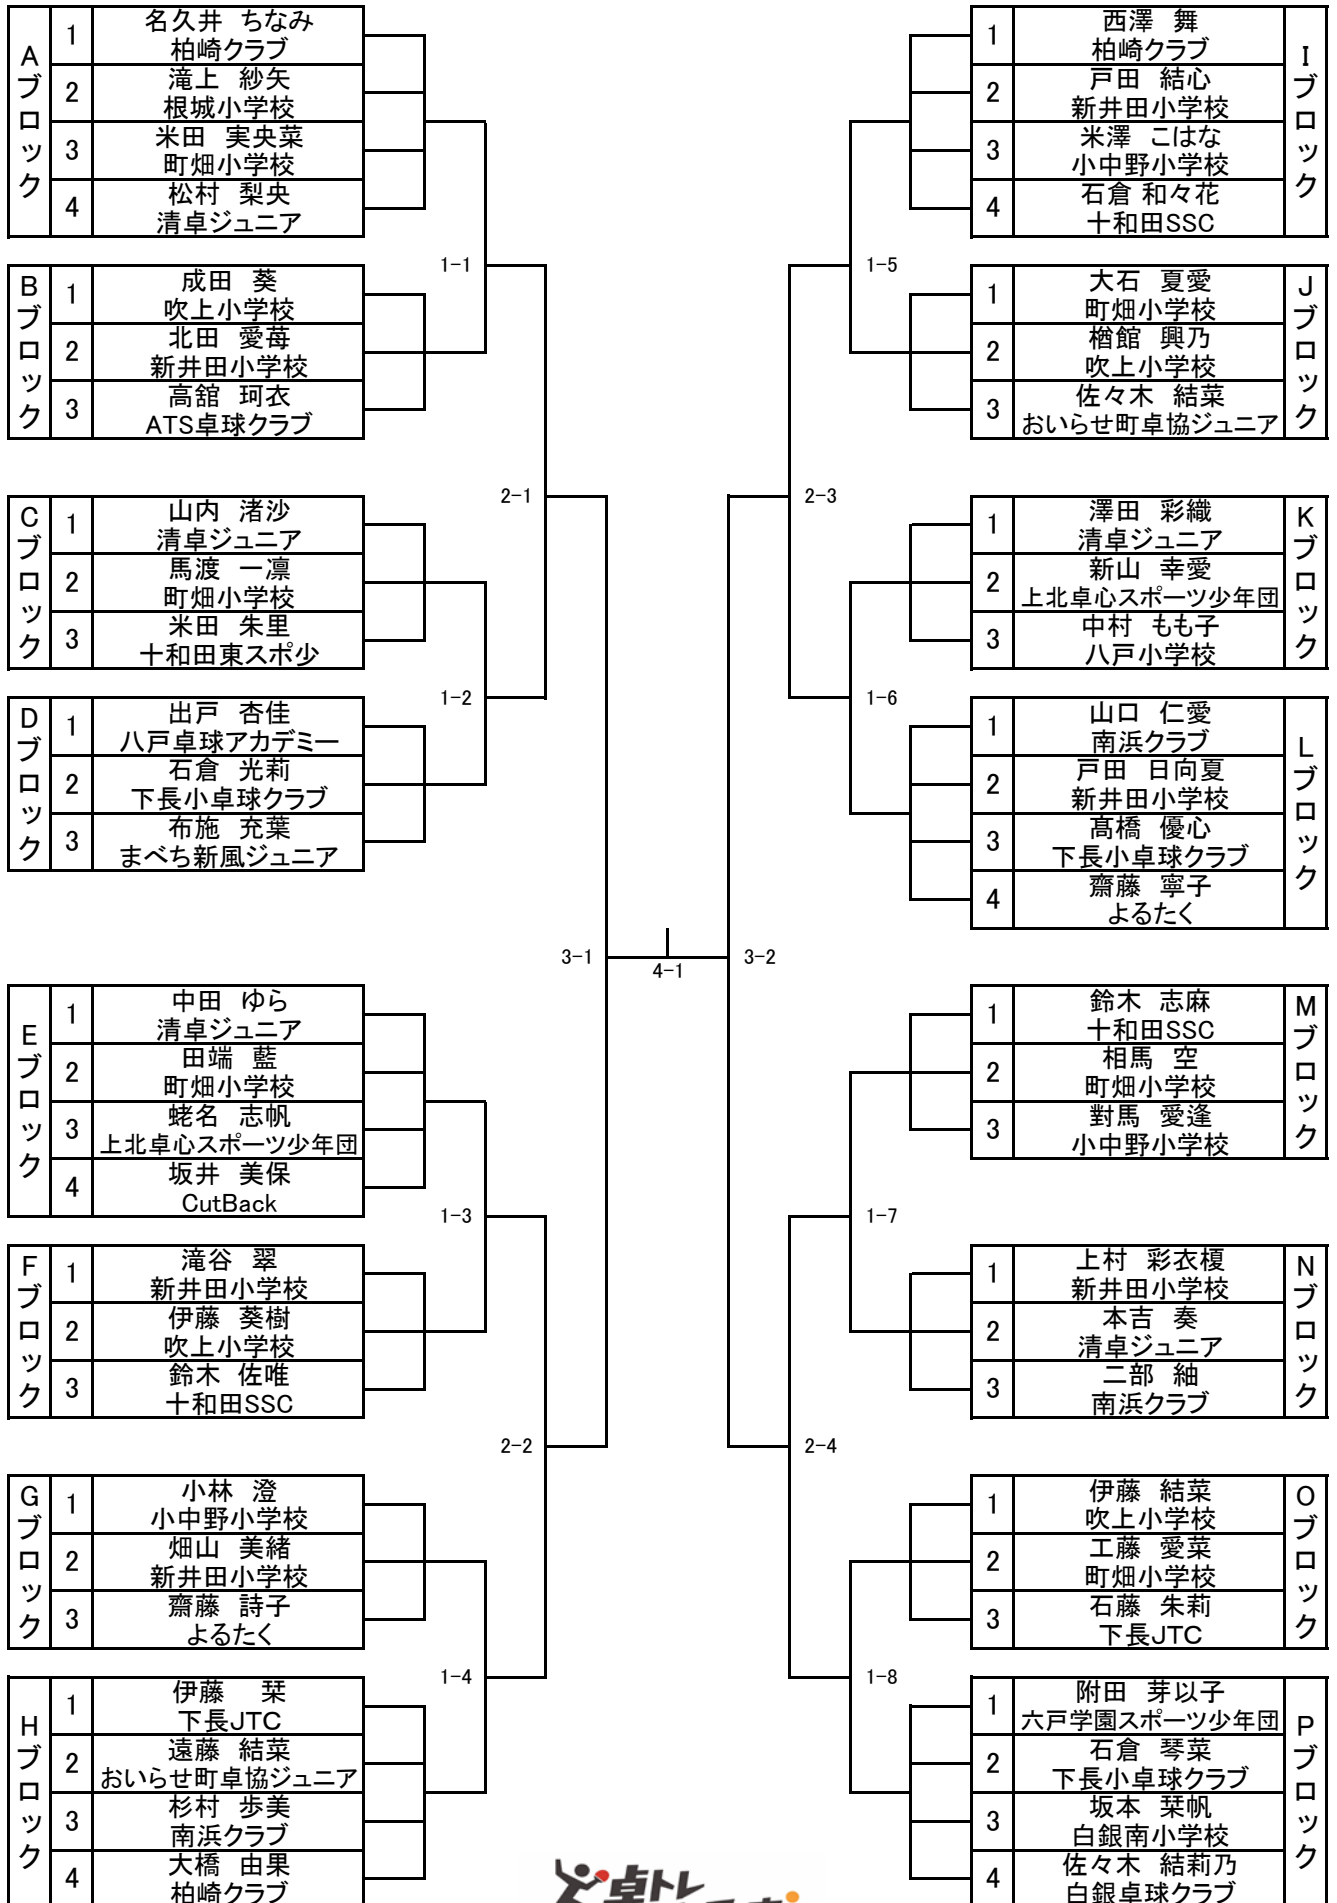 Aブロック
1
名久井 ちなみ
柏崎クラブ
2
滝上 紗矢
根城小学校
3
米田 実央菜
町畑小学校
4
松村 梨央
清卓ジュニア
Bブロック
1
成田 葵
吹上小学校
2
北田 愛苺
新井田小学校
3
高舘 珂衣
ATS卓球クラブ
Cブロック
1
山内 渚沙
清卓ジュニア
2
馬渡 一凛
町畑小学校
3
米田 朱里
十和田東スポ少
Dブロック
1
出戸 杏佳
八戸卓球アカデミー
2
石倉 光莉
下長小卓球クラブ
3
布施 充葉
まべち新風ジュニア
Eブロック
1
中田 ゆら
清卓ジュニア
2
田端 藍
町畑小学校
3
蛯名 志帆
上北卓心スポーツ少年団
4
坂井 美保
CutBack
Fブロック
1
滝谷 翠
新井田小学校
2
伊藤 葵樹
吹上小学校
3
鈴木 佐唯
十和田SSC
Gブロック
1
小林 澄
小中野小学校
2
畑山 美緒
新井田小学校
3
齋藤 詩子
よるたく
Hブロック
1
伊藤 栞
下長JTC
2
遠藤 結菜
おいらせ町卓協ジュニア
3
杉村 歩美
南浜クラブ
4
大橋 由果
柏崎クラブ
1-1
1-2
1-3
1-4
2-1
2-2
3-1
4-1
3-2
2-3
2-4
1-5
1-6
1-7
1-8
卓トレ
Iブロック
1
西澤 舞
柏崎クラブ
2
戸田 結心
新井田小学校
3
米澤 こはな
小中野小学校
4
石倉 和々花
十和田SSC
Jブロック
1
大石 夏愛
町畑小学校
2
楢館 興乃
吹上小学校
3
佐々木 結菜
おいらせ町卓協ジュニア
Kブロック
1
澤田 彩織
清卓ジュニア
2
新山 幸愛
上北卓心スポーツ少年団
3
中村 もも子
八戸小学校
Lブロック
1
山口 仁愛
南浜クラブ
2
戸田 日向夏
新井田小学校
3
髙橋 優心
下長小卓球クラブ
4
齋藤 寧子
よるたく
Mブロック
1
鈴木 志麻
十和田SSC
2
相馬 空
町畑小学校
3
對馬 愛逢
小中野小学校
Nブロック
1
上村 彩衣榎
新井田小学校
2
本吉 奏
清卓ジュニア
3
二部 紬
南浜クラブ
Oブロック
1
伊藤 結菜
吹上小学校
2
工藤 愛菜
町畑小学校
3
石藤 朱莉
下長JTC
Pブロック
1
附田 芽以子
六戸学園スポーツ少年団
2
石倉 琴菜
下長小卓球クラブ
3
坂本 栞帆
白銀南小学校
4
佐々木 結莉乃
白銀卓球クラブ